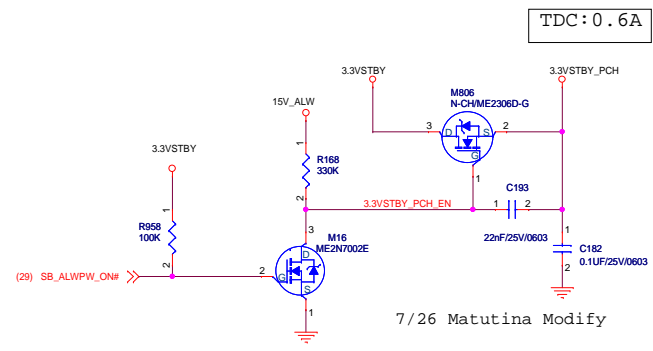 TDC:0.6A
3.3VSTBY
3.3VSTBY_PCH
M806
N-CH/ME2306D-G
15V_ALW
3 D S 2
G
1
3.3VSTBY
1
R168
330K
2
3.3VSTBY_PCH_EN
C193
1 2
22nF/25V/0603
1
R958
100K
2
3
M16
ME2N7002E
D
1
C182
0.1UF/25V/0603
2
(29) SB_ALWPW_ON#
2
G
S
1
7/26 Matutina Modify